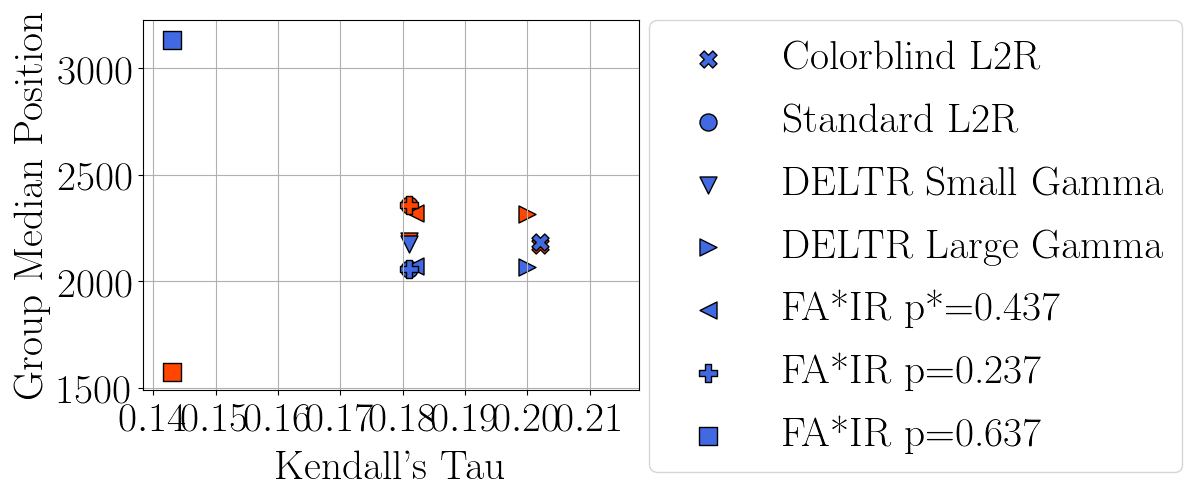 Group Median Position
3000
2500
2000
1500
0.14 0.15 0.16 0.17 0.18 0.19 0.20 0.21
Kendall's Tau
Colorblind L2R
Standard L2R
DELTR Small Gamma
DELTR Large Gamma
FA*IR p*=0.437
FA*IR p=0.237
FA*IR p=0.637